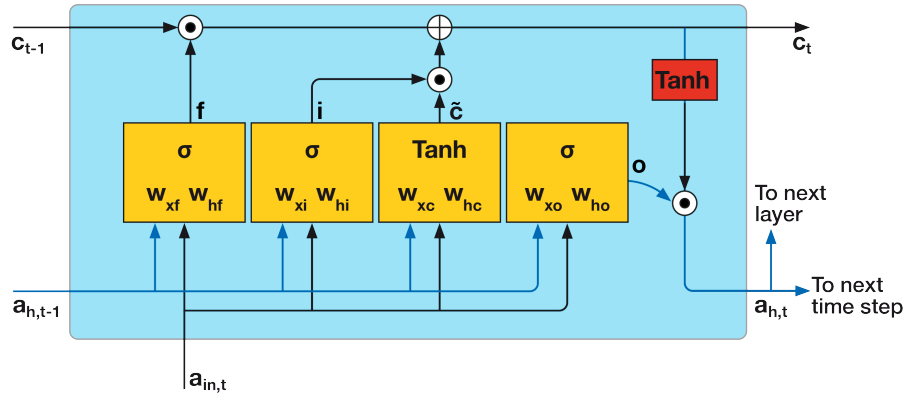 c_t-1
c_t
Tanh
f
i
c̃
σ
w_xf w_hf
σ
w_xi w_hi
Tanh
w_xc w_hc
σ
w_xo w_ho
o
To next
layer
a_h,t-1
a_h,t
To next
time step
a_in,t